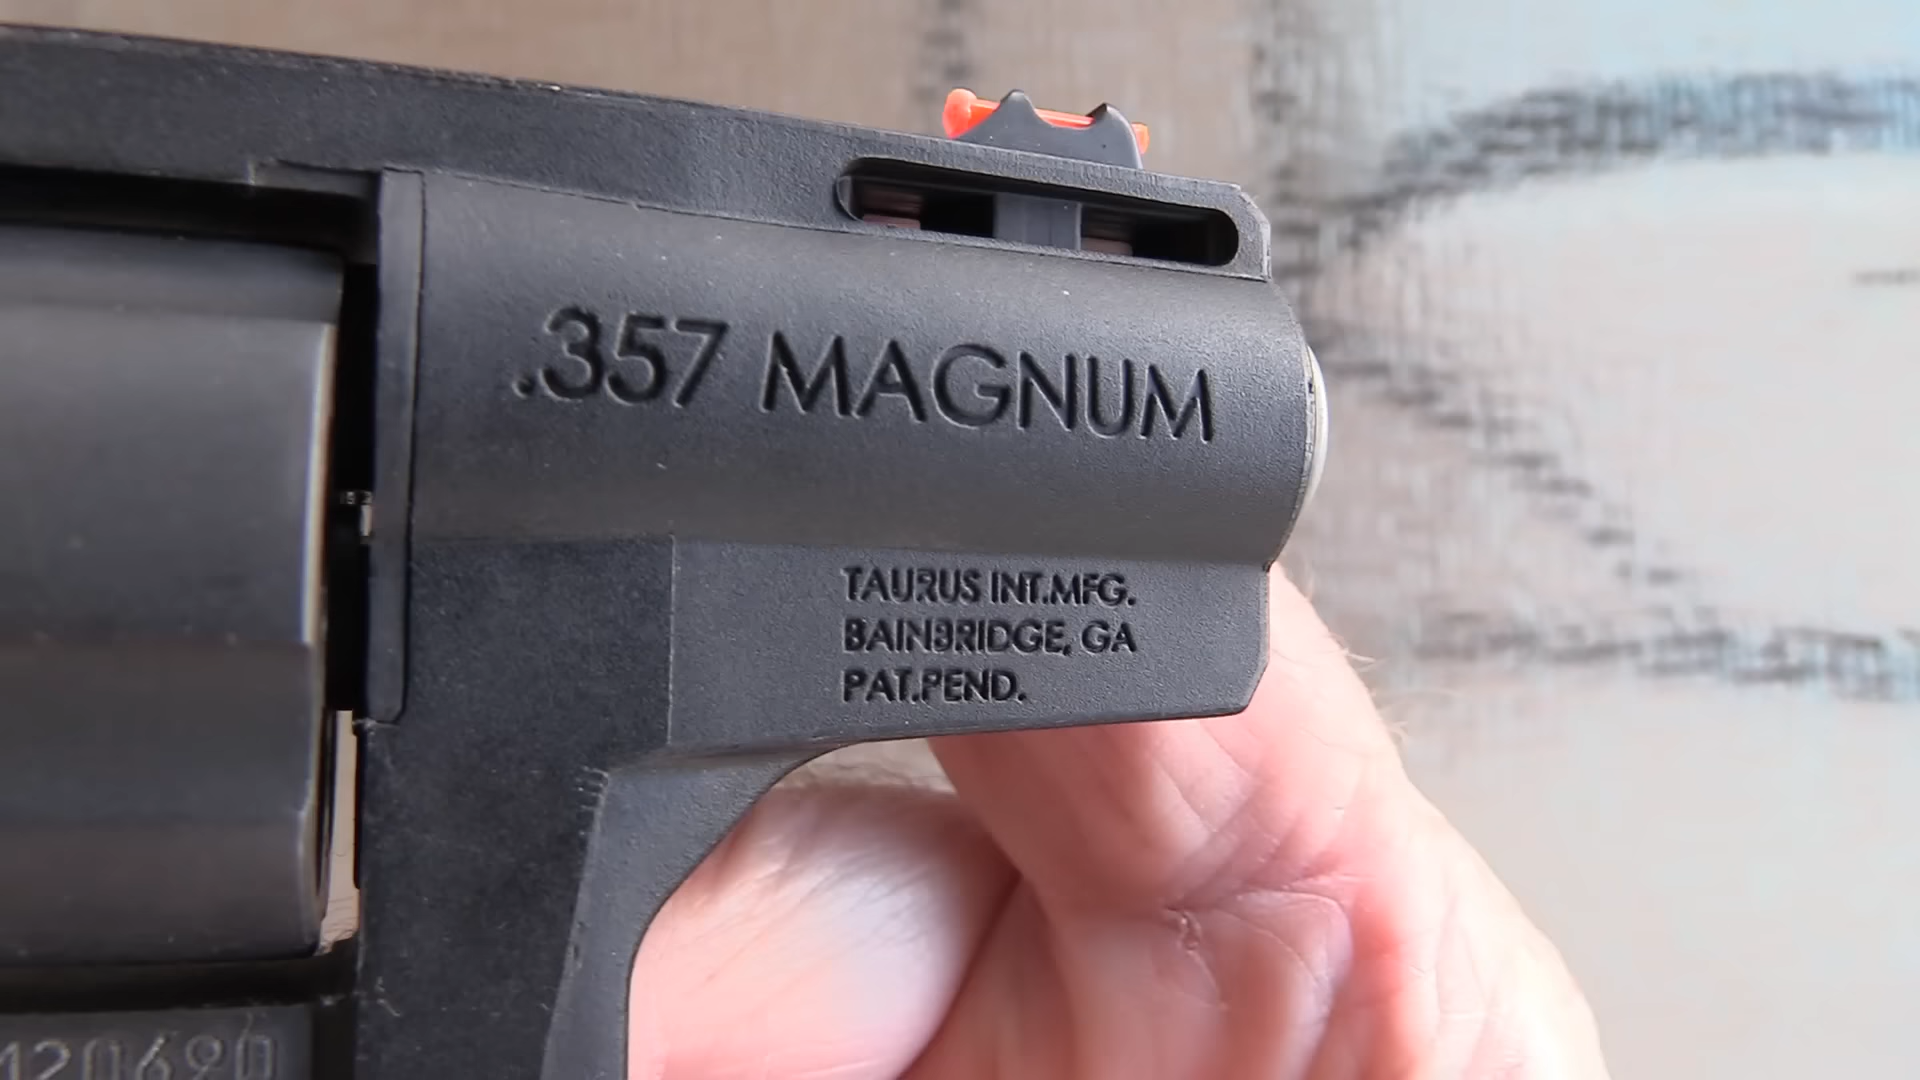 .357 MAGNUM
TAURUS INT.MFG.
BAINBRIDGE, GA
PAT.PEND.